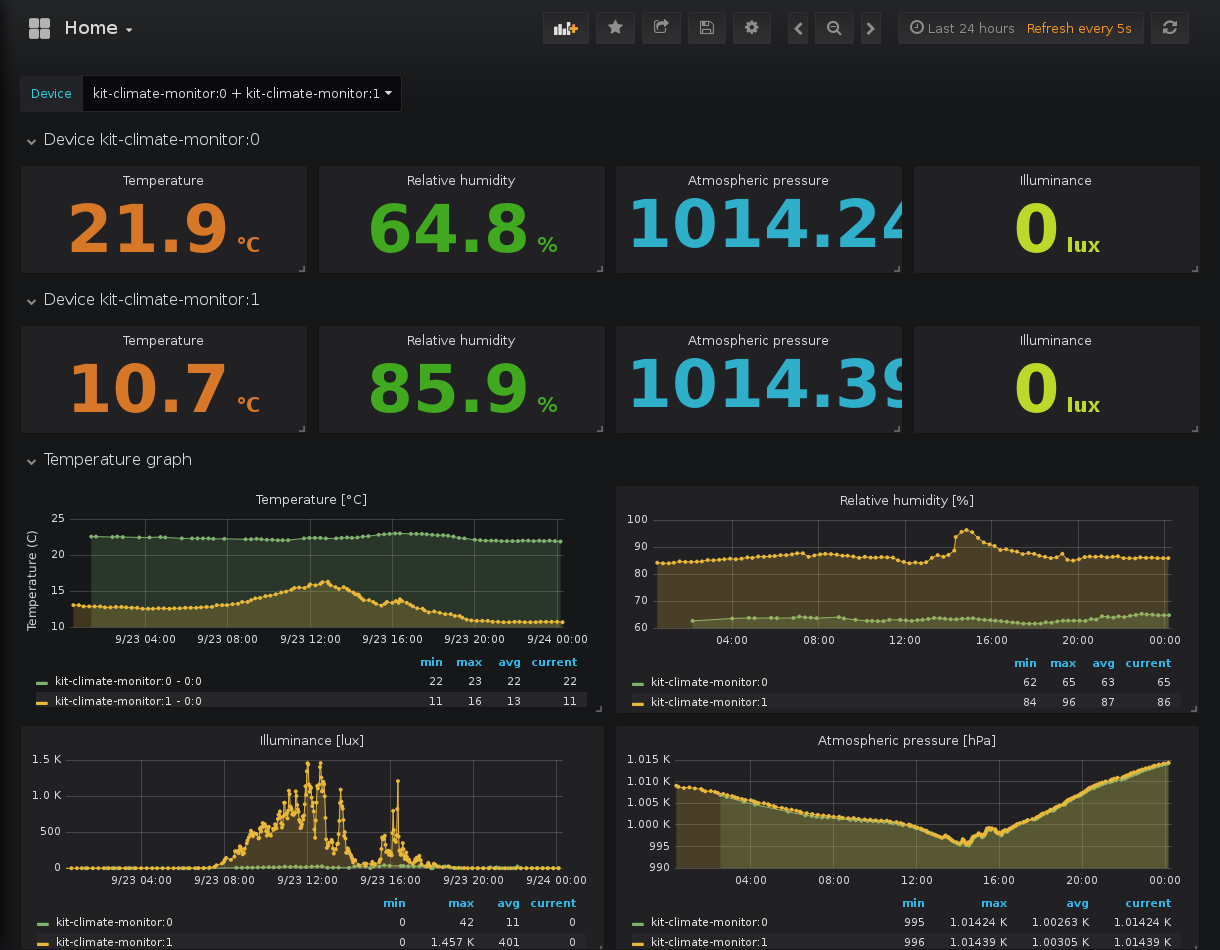 Home
Last 24 hours Refresh every 5s
Device kit-climate-monitor:0 + kit-climate-monitor:1
Device kit-climate-monitor:0
Temperature Relative humidity Atmospheric pressure Illuminance
21.9 °C 64.8 % 1014.24 0 lux
Device kit-climate-monitor:1
Temperature Relative humidity Atmospheric pressure Illuminance
10.7 °C 85.9 % 1014.39 0 lux
Temperature graph
Temperature [°C]
Temperature (C)
25
20
15
10
9/23 04:00 9/23 08:00 9/23 12:00 9/23 16:00 9/23 20:00 9/24 00:00
min max avg current
kit-climate-monitor:0 - 0:0 22 23 22 22
kit-climate-monitor:1 - 0:0 11 16 13 11
Relative humidity [%]
100
90
80
70
60
04:00 08:00 12:00 16:00 20:00 00:00
min max avg current
kit-climate-monitor:0 62 65 63 65
kit-climate-monitor:1 84 96 87 86
Illuminance [lux]
1.5 K
1.0 K
500
0
9/23 04:00 9/23 08:00 9/23 12:00 9/23 16:00 9/23 20:00 9/24 00:00
min max avg current
kit-climate-monitor:0 0 42 11 0
kit-climate-monitor:1 0 1.457 K 401 0
Atmospheric pressure [hPa]
1.015 K
1.010 K
1.005 K
1.000 K
995
990
04:00 08:00 12:00 16:00 20:00 00:00
min max avg current
kit-climate-monitor:0 995 1.01424 K 1.00263 K 1.01424 K
kit-climate-monitor:1 996 1.01439 K 1.00305 K 1.01439 K